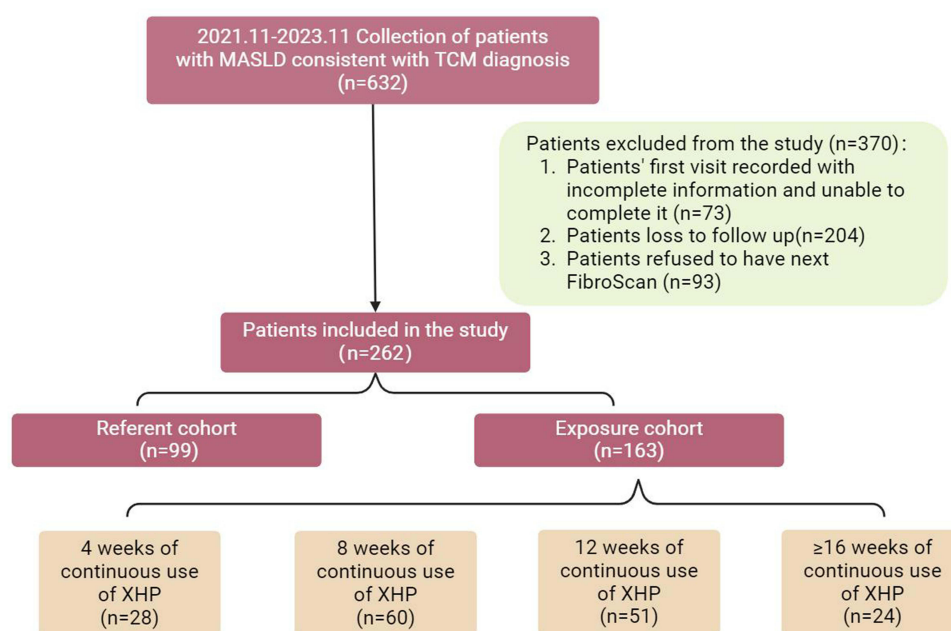 2021.11-2023.11 Collection of patients
with MASLD consistent with TCM diagnosis
(n=632)
Patients excluded from the study (n=370):
1. Patients' first visit recorded with
incomplete information and unable to
complete it (n=73)
2. Patients loss to follow up(n=204)
3. Patients refused to have next
FibroScan (n=93)
Patients included in the study
(n=262)
Referent cohort
(n=99)
Exposure cohort
(n=163)
4 weeks of
continuous use
of XHP
(n=28)
8 weeks of
continuous use
of XHP
(n=60)
12 weeks of
continuous use
of XHP
(n=51)
≥16 weeks of
continuous use
of XHP
(n=24)